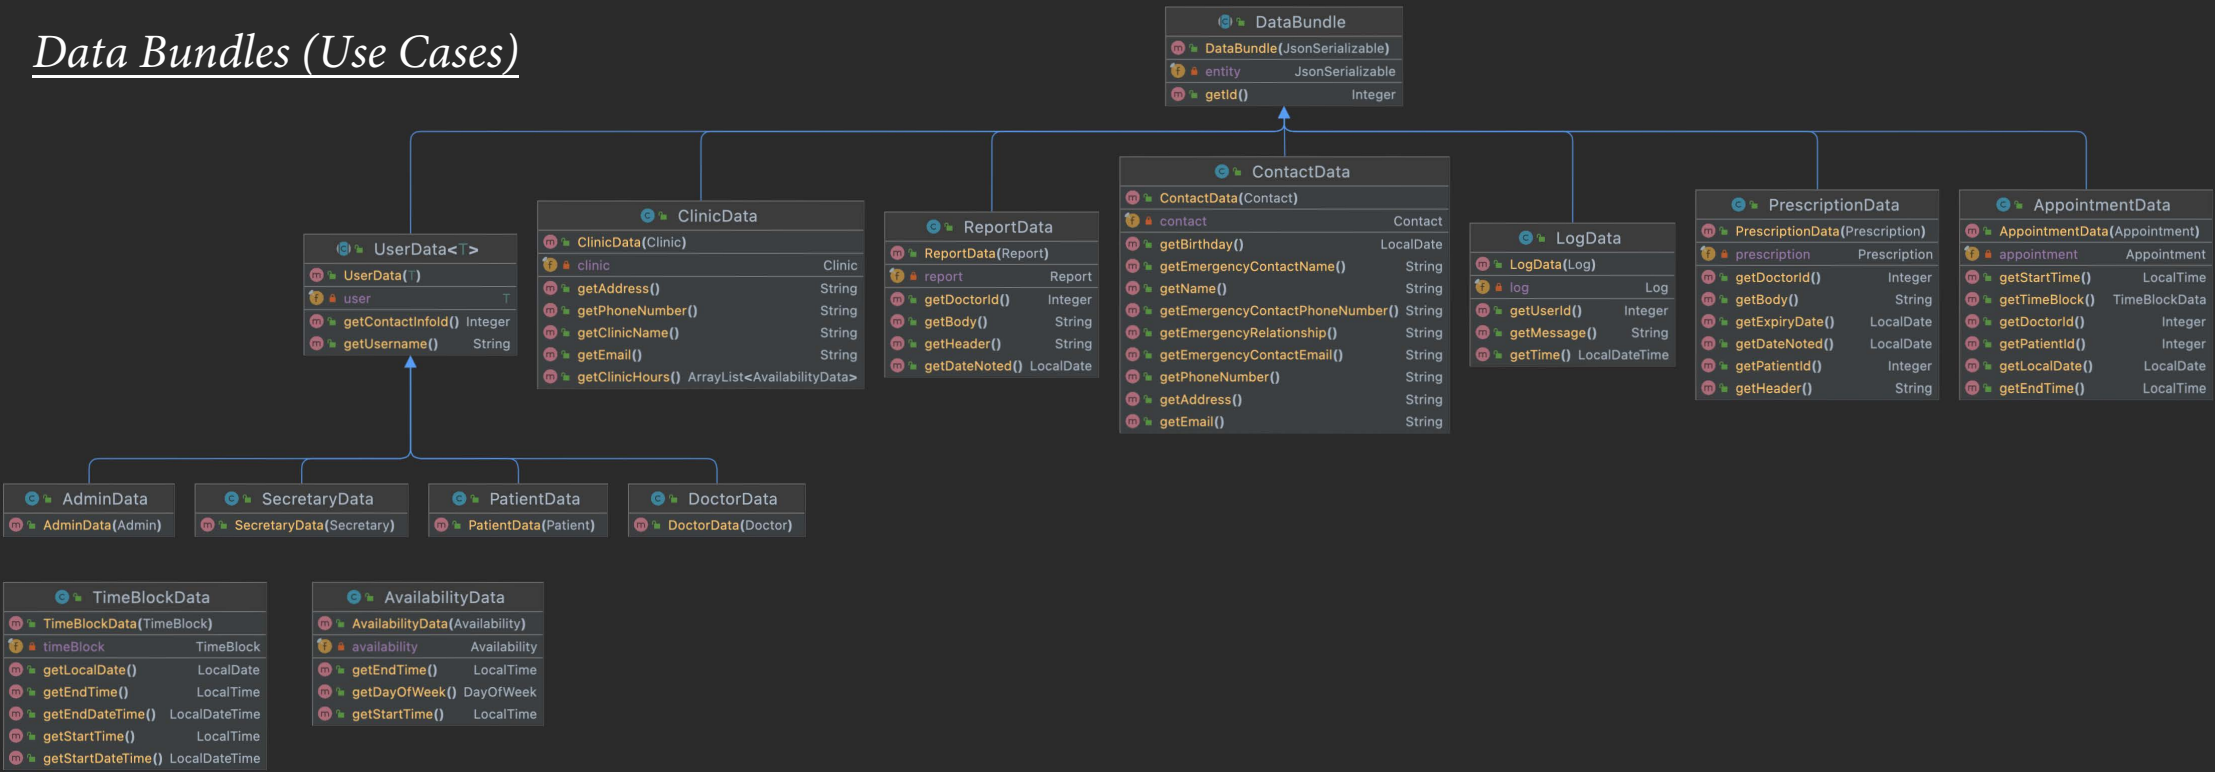 Data Bundles (Use Cases)
DataBundle
DataBundle(JsonSerializable)
entity JsonSerializable
getId() Integer
UserData<T>
UserData(T)
user T
getContactInfoId() Integer
getUsername() String
ClinicData
ClinicData(Clinic)
clinic Clinic
getAddress() String
getPhoneNumber() String
getClinicName() String
getEmail() String
getClinicHours() ArrayList<AvailabilityData>
ReportData
ReportData(Report)
report Report
getDoctorId() Integer
getBody() String
getHeader() String
getDateNoted() LocalDate
ContactData
ContactData(Contact)
contact Contact
getBirthday() LocalDate
getEmergencyContactName() String
getName() String
getEmergencyContactPhoneNumber() String
getEmergencyRelationship() String
getEmergencyContactEmail() String
getPhoneNumber() String
getAddress() String
getEmail() String
LogData
LogData(Log)
log Log
getUserId() Integer
getMessage() String
getTime() LocalDateTime
PrescriptionData
PrescriptionData(Prescription)
prescription Prescription
getDoctorId() Integer
getBody() String
getExpiryDate() LocalDate
getDateNoted() LocalDate
getPatientId() Integer
getHeader() String
AppointmentData
AppointmentData(Appointment)
appointment Appointment
getStartTime() LocalTime
getTimeBlock() TimeBlockData
getDoctorId() Integer
getPatientId() Integer
getLocalDate() LocalDate
getEndTime() LocalTime
AdminData
AdminData(Admin)
SecretaryData
SecretaryData(Secretary)
PatientData
PatientData(Patient)
DoctorData
DoctorData(Doctor)
TimeBlockData
TimeBlockData(TimeBlock)
timeBlock TimeBlock
getLocalDate() LocalDate
getEndTime() LocalTime
getEndDateTime() LocalDateTime
getStartTime() LocalTime
getStartDateTime() LocalDateTime
AvailabilityData
AvailabilityData(Availability)
availability Availability
getEndTime() LocalTime
getDayOfWeek() DayOfWeek
getStartTime() LocalTime